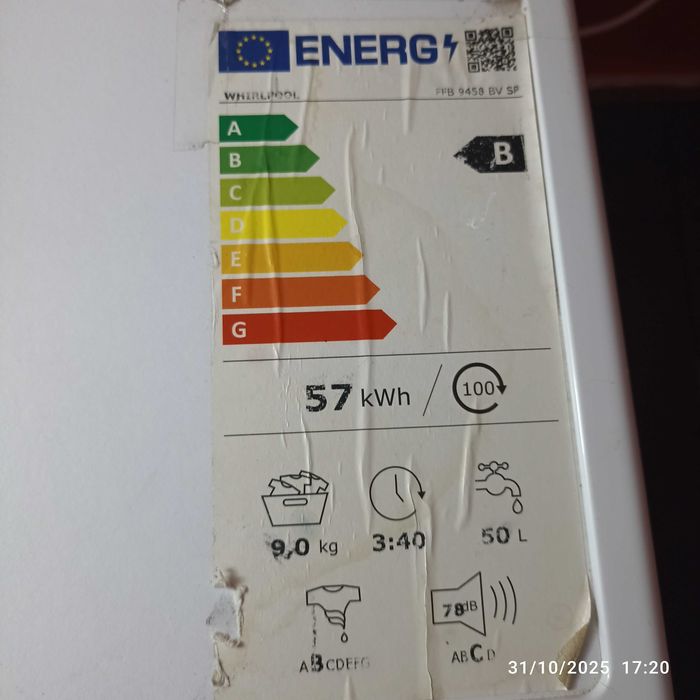 ENERG
WHIRLPOOL FFB 9458 BV SP
A
B
B
C
D
E
F
G
57 kWh / 100
9,0 kg 3:40 50 L
78dB
ABCDEFG ABCD
31/10/2025 17:20